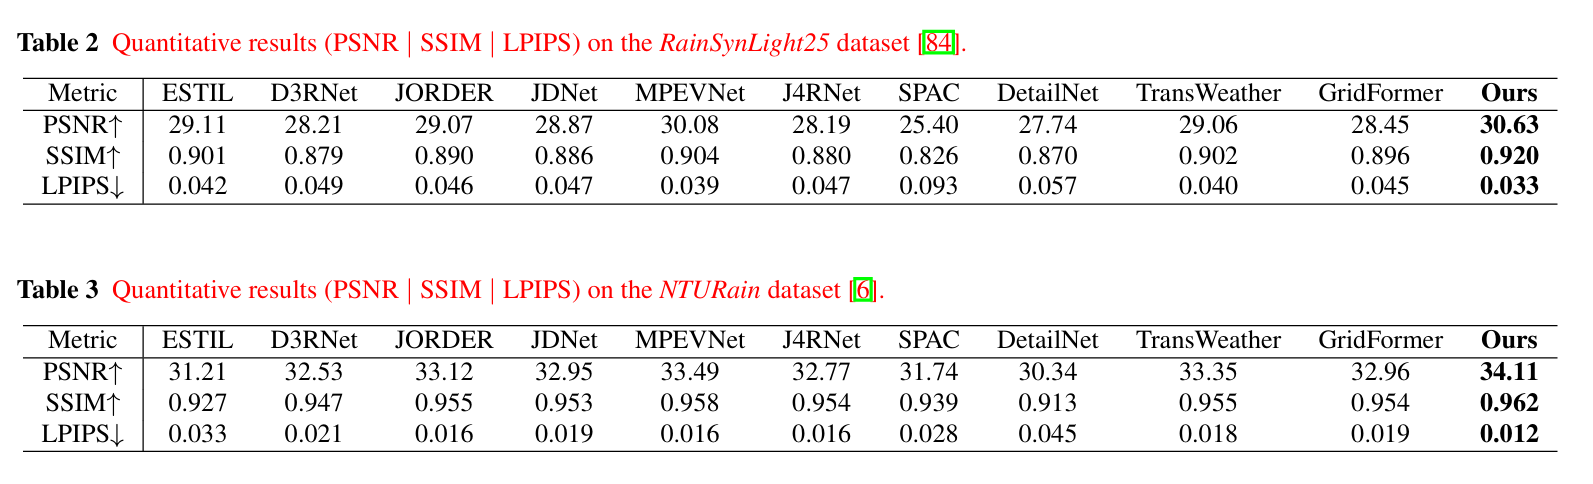 Table 2 Quantitative results (PSNR | SSIM | LPIPS) on the RainSynLight25 dataset [84].
Metric ESTIL D3RNet JORDER JDNet MPEVNet J4RNet SPAC DetailNet TransWeather GridFormer Ours
PSNR↑ 29.11 28.21 29.07 28.87 30.08 28.19 25.40 27.74 29.06 28.45 30.63
SSIM↑ 0.901 0.879 0.890 0.886 0.904 0.880 0.826 0.870 0.902 0.896 0.920
LPIPS↓ 0.042 0.049 0.046 0.047 0.039 0.047 0.093 0.057 0.040 0.045 0.033
Table 3 Quantitative results (PSNR | SSIM | LPIPS) on the NTURain dataset [6].
Metric ESTIL D3RNet JORDER JDNet MPEVNet J4RNet SPAC DetailNet TransWeather GridFormer Ours
PSNR↑ 31.21 32.53 33.12 32.95 33.49 32.77 31.74 30.34 33.35 32.96 34.11
SSIM↑ 0.927 0.947 0.955 0.953 0.958 0.954 0.939 0.913 0.955 0.954 0.962
LPIPS↓ 0.033 0.021 0.016 0.019 0.016 0.016 0.028 0.045 0.018 0.019 0.012